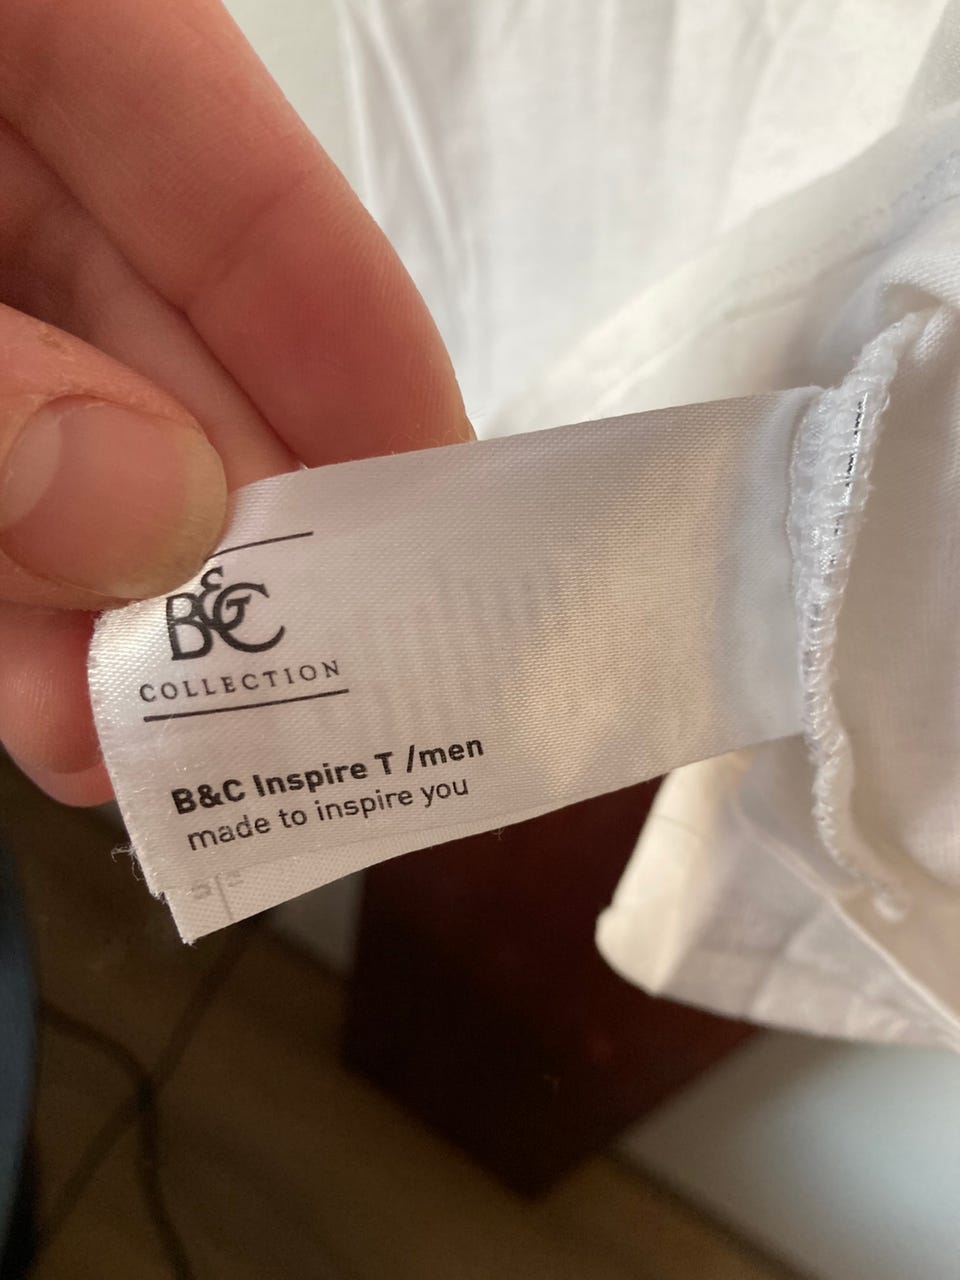 B&C
COLLECTION
B&C Inspire T /men
made to inspire you